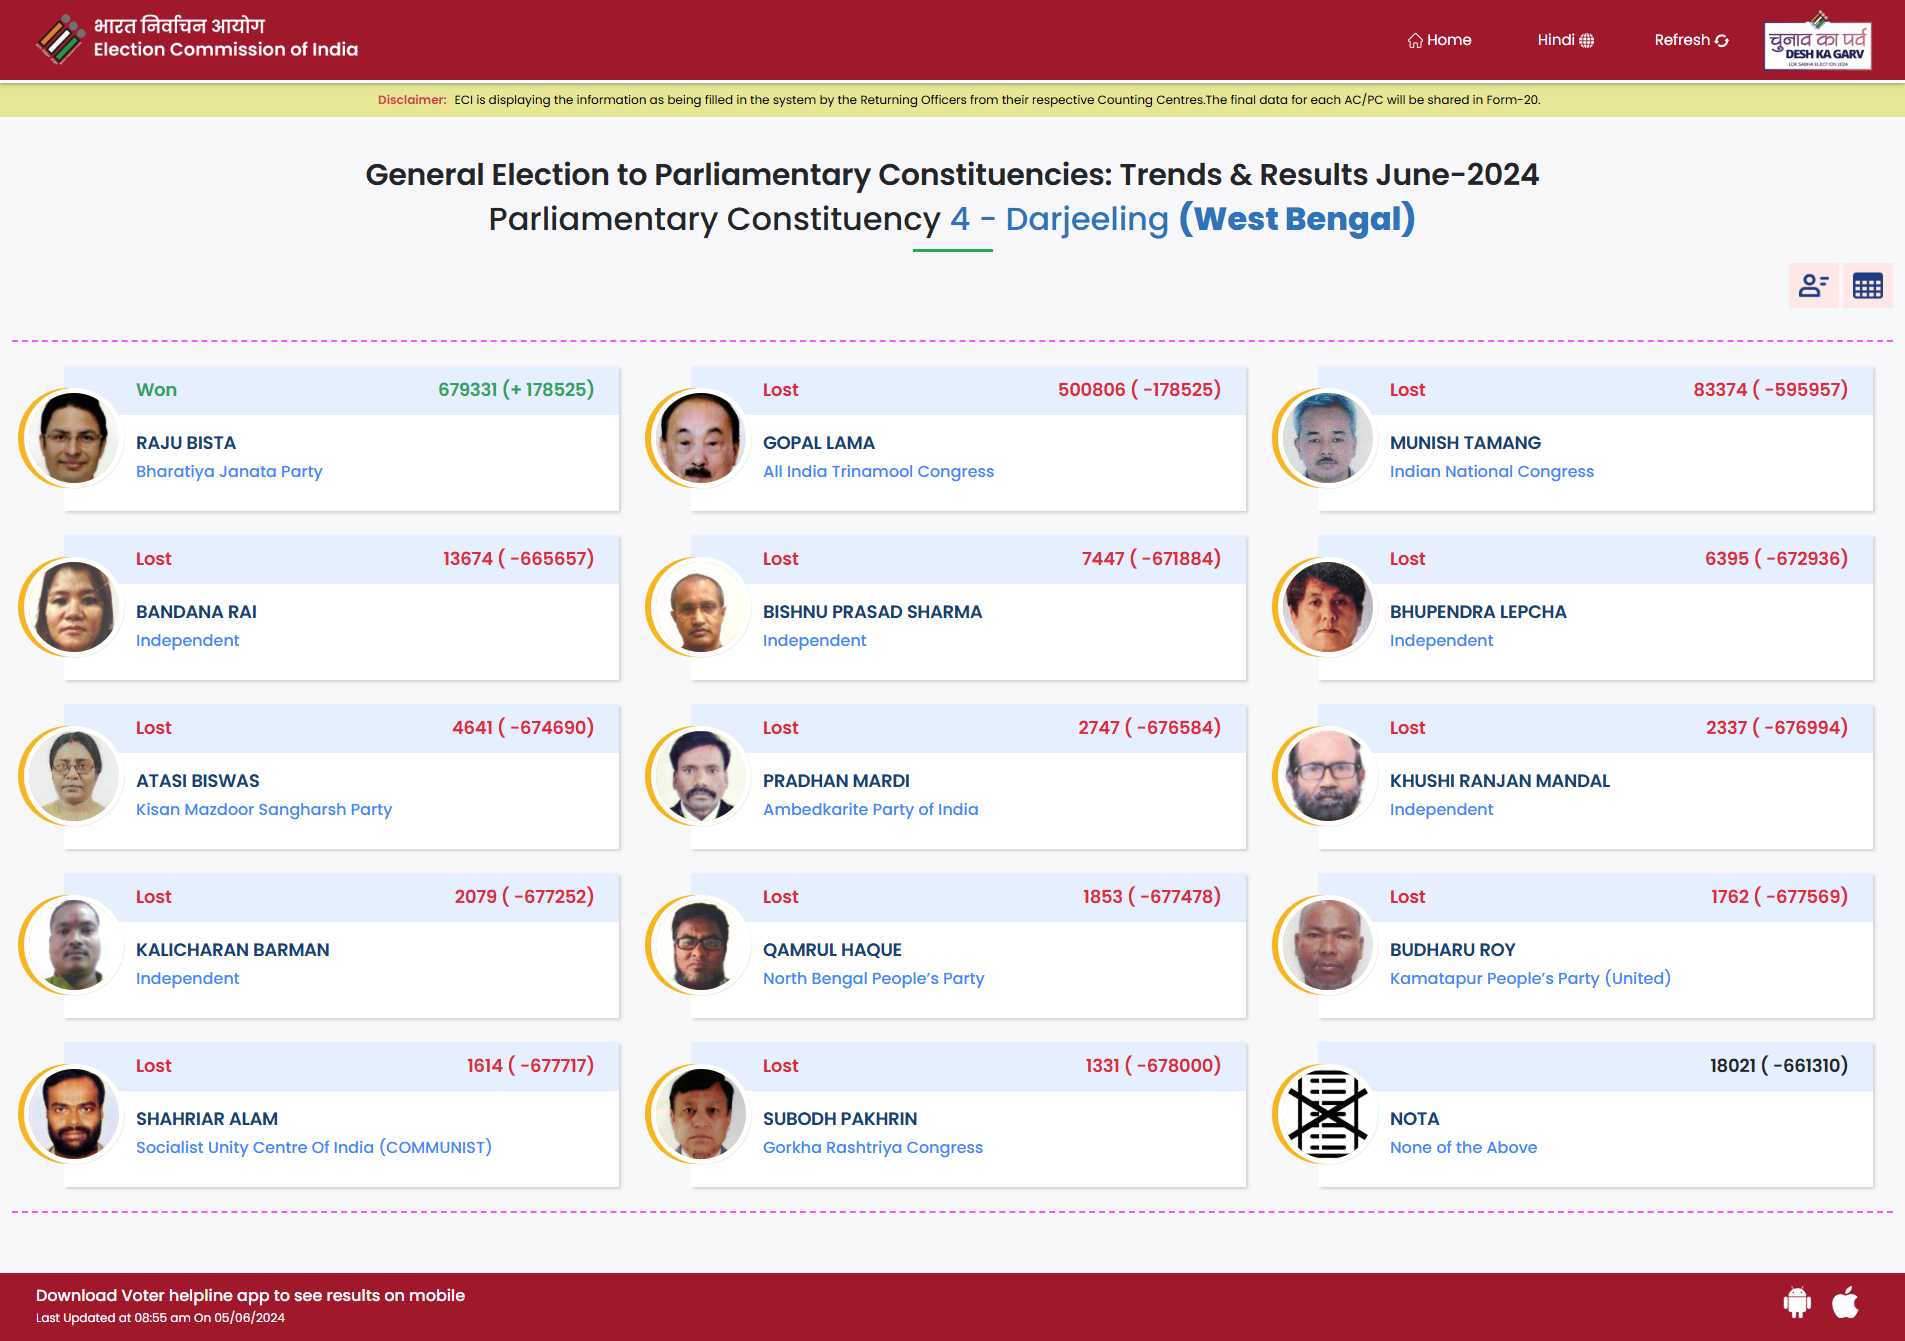 भारत निर्वाचन आयोग
Election Commission of India
Home
Hindi
Refresh
चुनाव का पर्व
DESH KA GARV
LOK SABHA ELECTION 2024
Disclaimer: ECI is displaying the information as being filled in the system by the Returning Officers from their respective Counting Centres.The final data for each AC/PC will be shared in Form-20.
General Election to Parliamentary Constituencies: Trends & Results June-2024
Parliamentary Constituency 4 - Darjeeling (West Bengal)
Won 679331 (+ 178525)
RAJU BISTA
Bharatiya Janata Party
Lost 500806 ( -178525)
GOPAL LAMA
All India Trinamool Congress
Lost 83374 ( -595957)
MUNISH TAMANG
Indian National Congress
Lost 13674 ( -665657)
BANDANA RAI
Independent
Lost 7447 ( -671884)
BISHNU PRASAD SHARMA
Independent
Lost 6395 ( -672936)
BHUPENDRA LEPCHA
Independent
Lost 4641 ( -674690)
ATASI BISWAS
Kisan Mazdoor Sangharsh Party
Lost 2747 ( -676584)
PRADHAN MARDI
Ambedkarite Party of India
Lost 2337 ( -676994)
KHUSHI RANJAN MANDAL
Independent
Lost 2079 ( -677252)
KALICHARAN BARMAN
Independent
Lost 1853 ( -677478)
QAMRUL HAQUE
North Bengal People’s Party
Lost 1762 ( -677569)
BUDHARU ROY
Kamatapur People’s Party (United)
Lost 1614 ( -677717)
SHAHRIAR ALAM
Socialist Unity Centre Of India (COMMUNIST)
Lost 1331 ( -678000)
SUBODH PAKHRIN
Gorkha Rashtriya Congress
18021 ( -661310)
NOTA
None of the Above
Download Voter helpline app to see results on mobile
Last Updated at 08:55 am On 05/06/2024